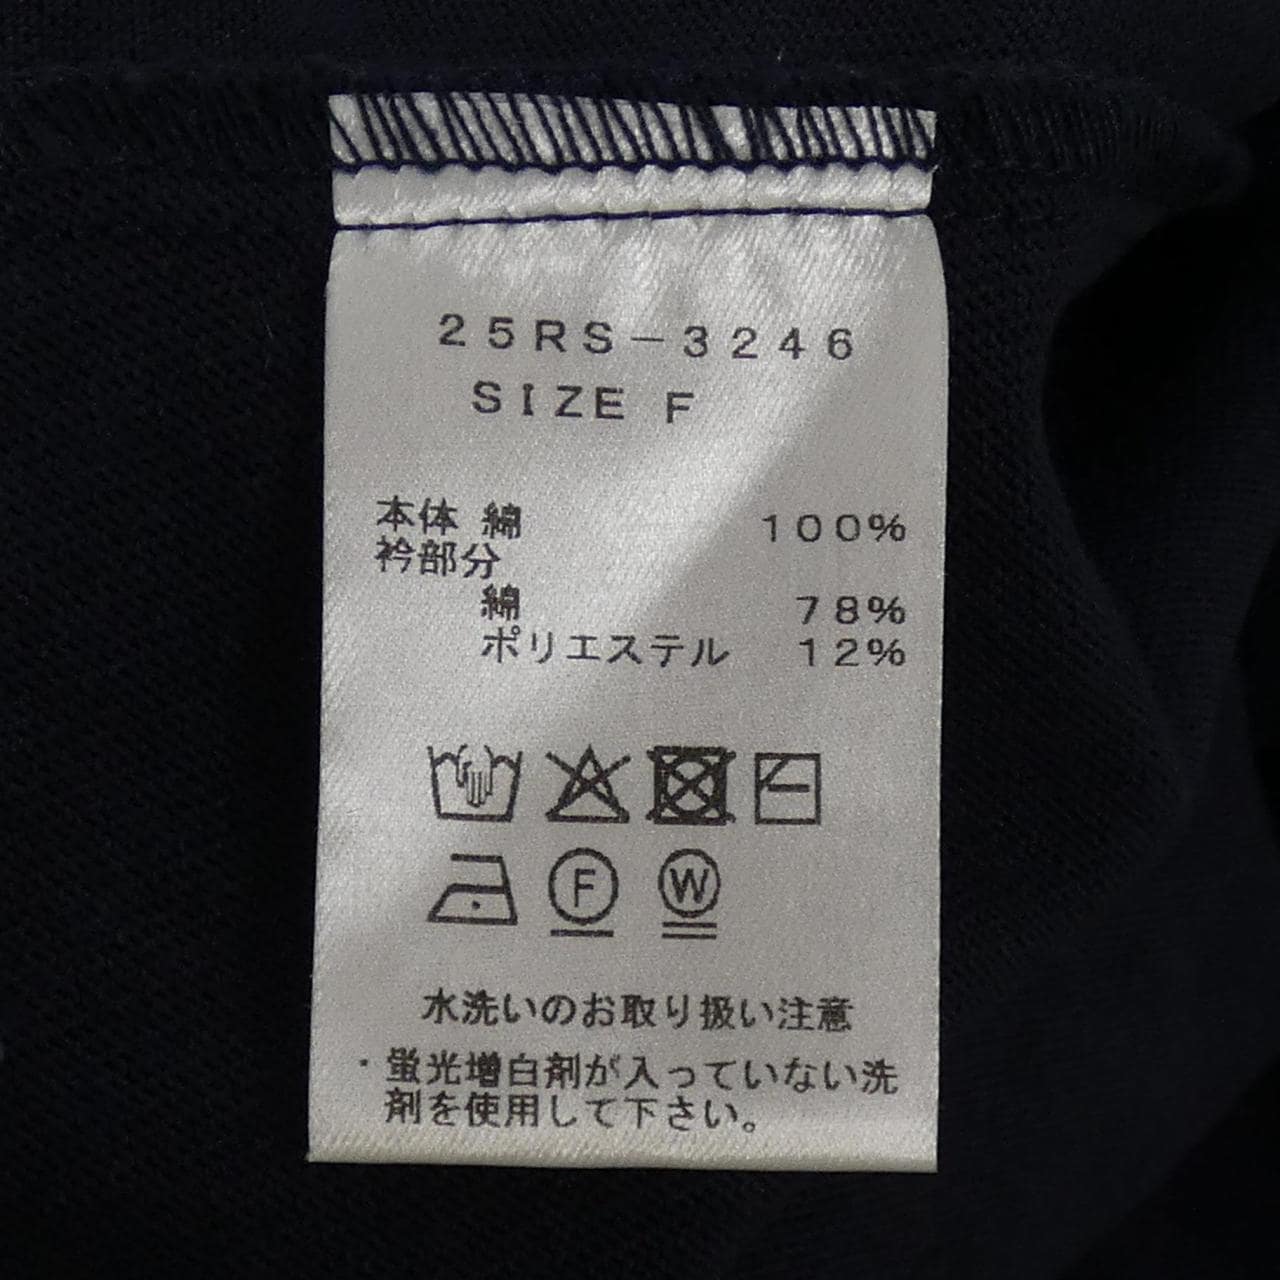 25RS-3246
SIZE F
本体 綿 100%
衿部分
綿 78%
ポリエステル 12%
F W
水洗いのお取り扱い注意
・蛍光増白剤が入っていない洗
剤を使用して下さい。